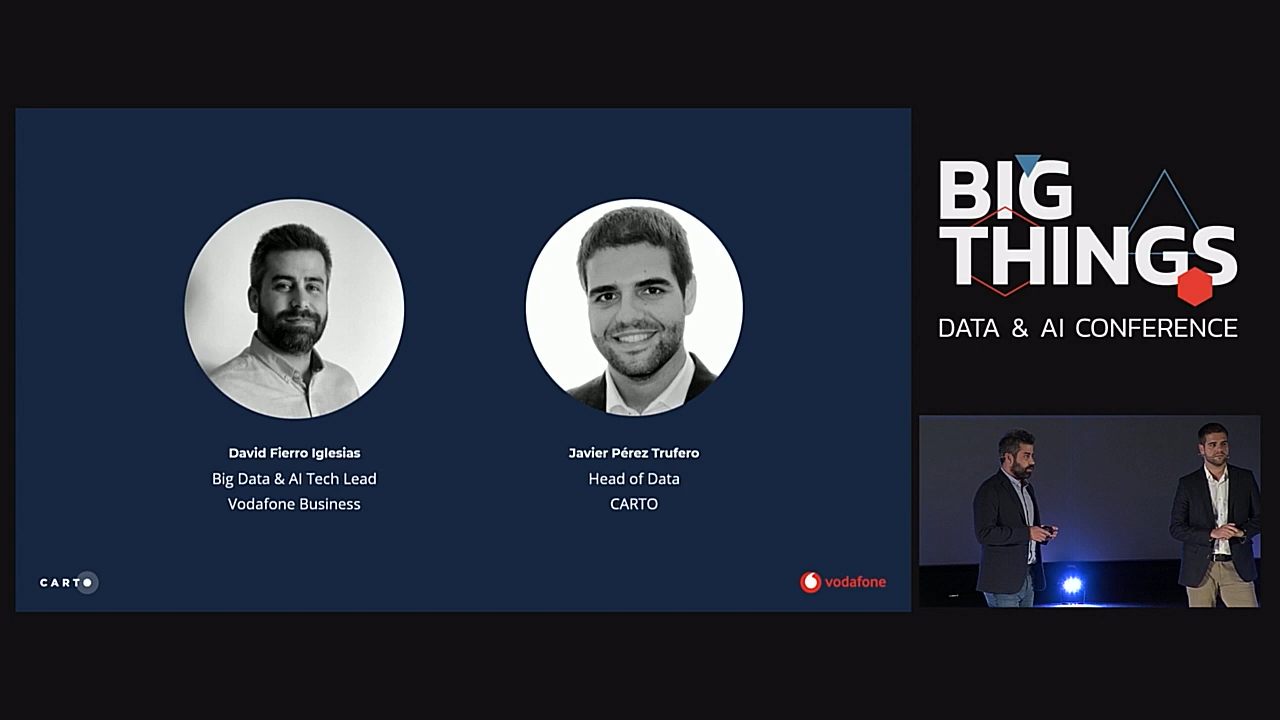 David Fierro Iglesias
Big Data & AI Tech Lead
Vodafone Business
Javier Pérez Trufero
Head of Data
CARTO
CARTO
vodafone
BIG
THINGS
DATA & AI CONFERENCE